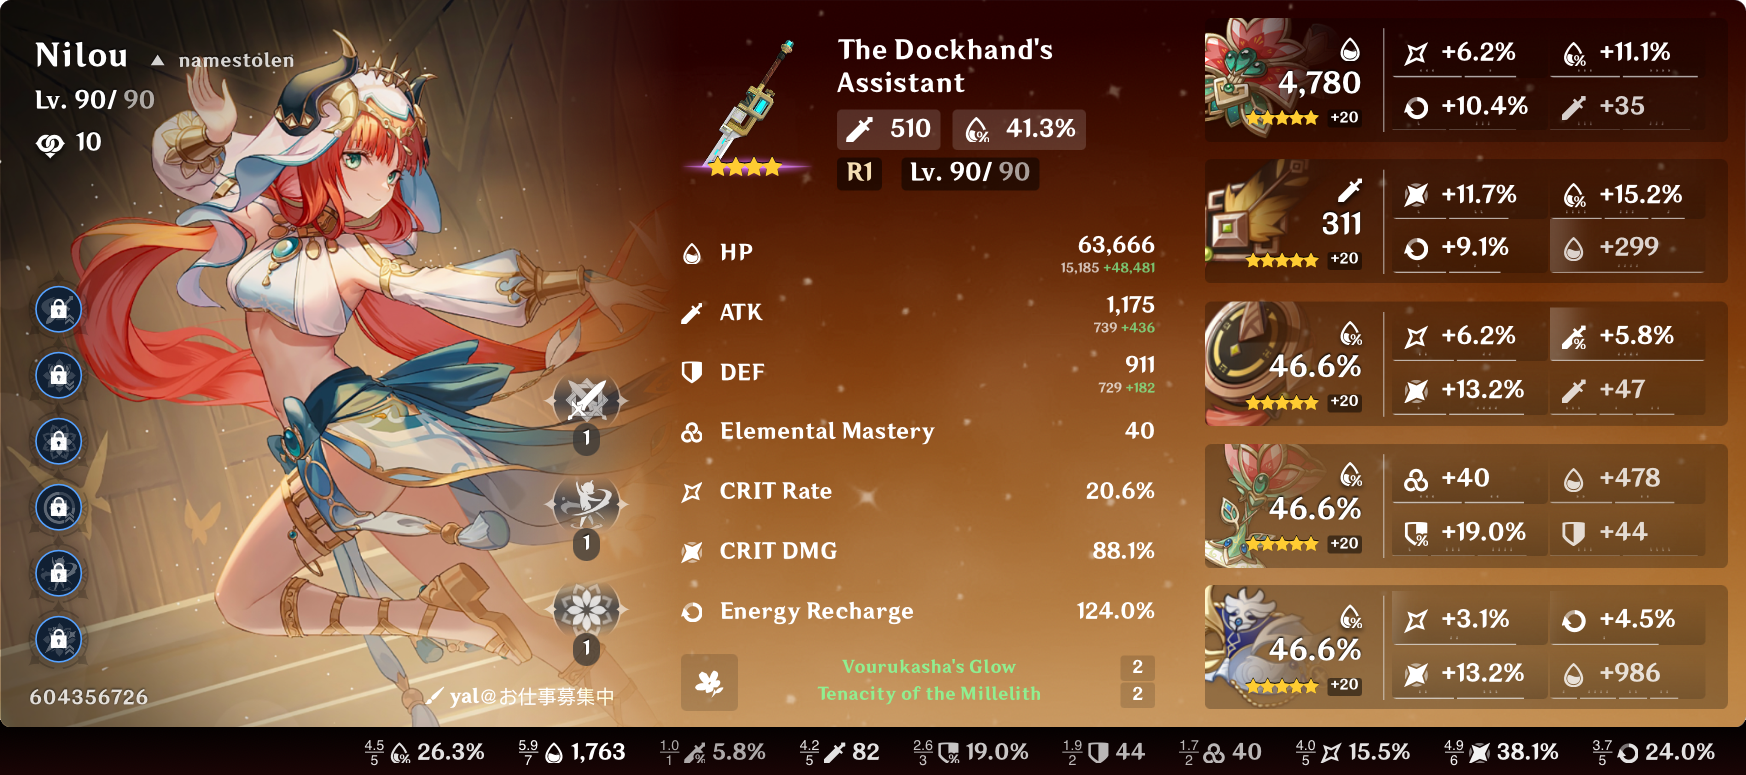 Nilou ▲ namestolen
Lv. 90/ 90
10
1
1
1
604356726
yal@お仕事募集中
The Dockhand's
Assistant
510 41.3%
R1 Lv. 90/ 90
HP 63,666
15,185 +48,481
ATK 1,175
739 +436
DEF 911
729 +182
Elemental Mastery 40
CRIT Rate 20.6%
CRIT DMG 88.1%
Energy Recharge 124.0%
Vourukasha's Glow 2
Tenacity of the Millelith 2
4,780
+20
+6.2% +11.1%
+10.4% +35
311
+20
+11.7% +15.2%
+9.1% +299
46.6%
+20
+6.2% +5.8%
+13.2% +47
46.6%
+20
+40 +478
+19.0% +44
46.6%
+20
+3.1% +4.5%
+13.2% +986
4.5/5 26.3% 5.9/7 1,763 1.0/1 5.8% 4.2/5 82 2.6/3 19.0% 1.9/2 44 1.7/2 40 4.0/5 15.5% 4.9/6 38.1% 3.7/5 24.0%